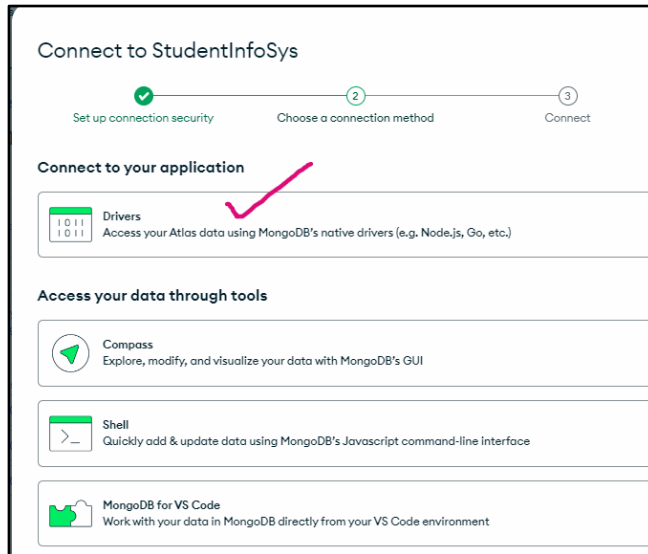 Connect to StudentInfoSys
2
3
Set up connection security
Choose a connection method
Connect
Connect to your application
1011
1011
Drivers
Access your Atlas data using MongoDB's native drivers (e.g. Node.js, Go, etc.)
Access your data through tools
Compass
Explore, modify, and visualize your data with MongoDB's GUI
>_
Shell
Quickly add & update data using MongoDB's Javascript command-line interface
MongoDB for VS Code
Work with your data in MongoDB directly from your VS Code environment